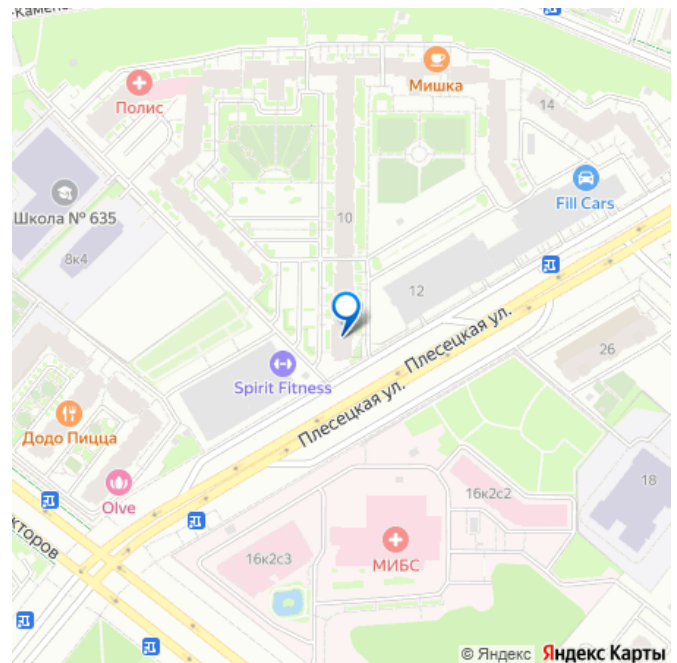 -Каменк
Мишка
Полис
14
Fill Cars
Школа № 635
10
8к4
12
Плесецкая ул.
26
Spirit Fitness
Плесецкая ул.
Додо Пицца
18
16к2с2
Olve
кторов
МИБС
16к2с3
© Яндекс Яндекс Карты